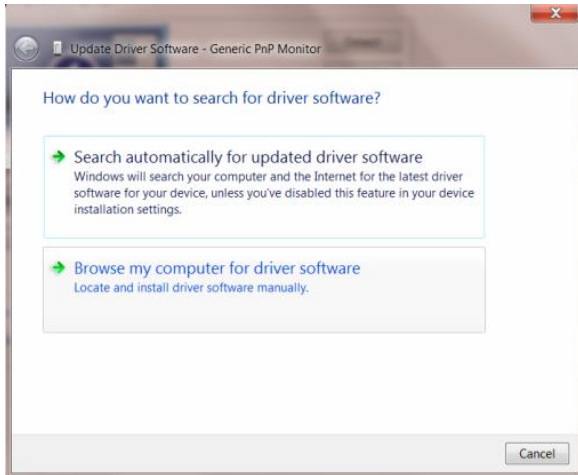 Update Driver Software - Generic PnP Monitor
How do you want to search for driver software?
Search automatically for updated driver software
Windows will search your computer and the Internet for the latest driver
software for your device, unless you've disabled this feature in your device
installation settings.
Browse my computer for driver software
Locate and install driver software manually.
Cancel